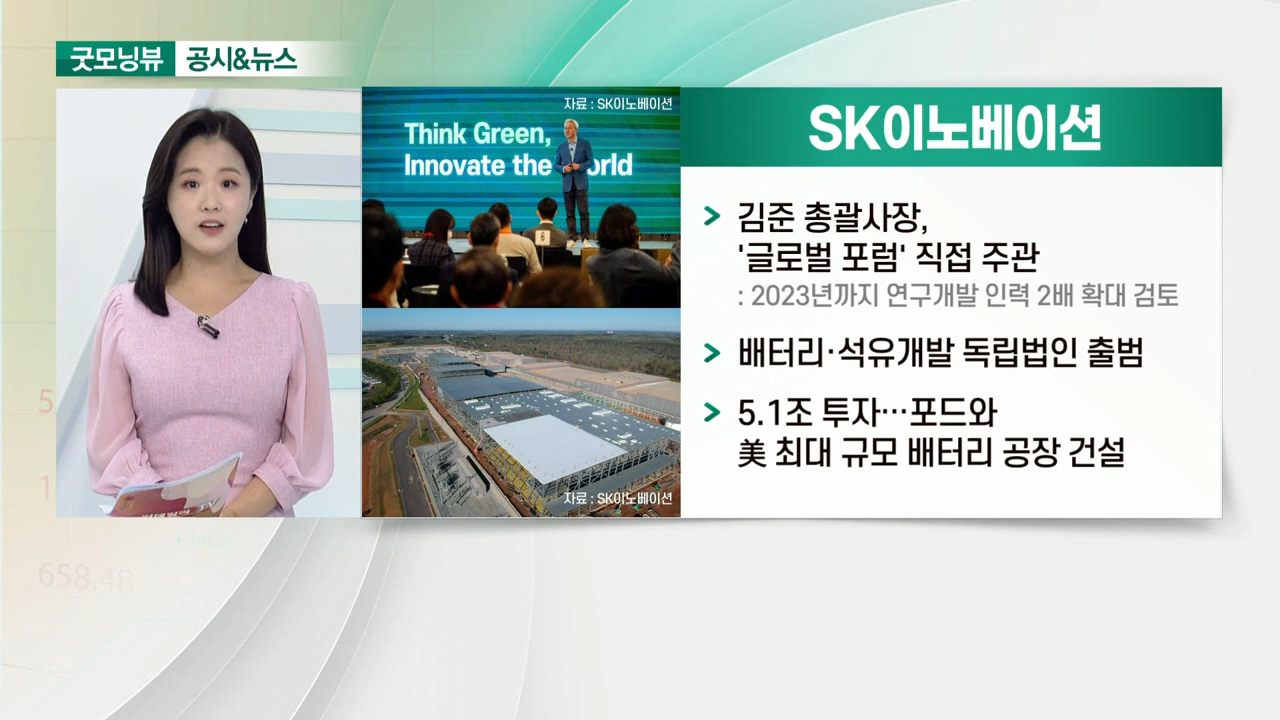 굿모닝뷰 공시&뉴스
자료 : SK이노베이션
Think Green,
Innovate the World
SK이노베이션
> 김준 총괄사장,
'글로벌 포럼' 직접 주관
: 2023년까지 연구개발 인력 2배 확대 검토
> 배터리·석유개발 독립법인 출범
> 5.1조 투자…포드와
美 최대 규모 배터리 공장 건설
자료 : SK이노베이션
6
658.48